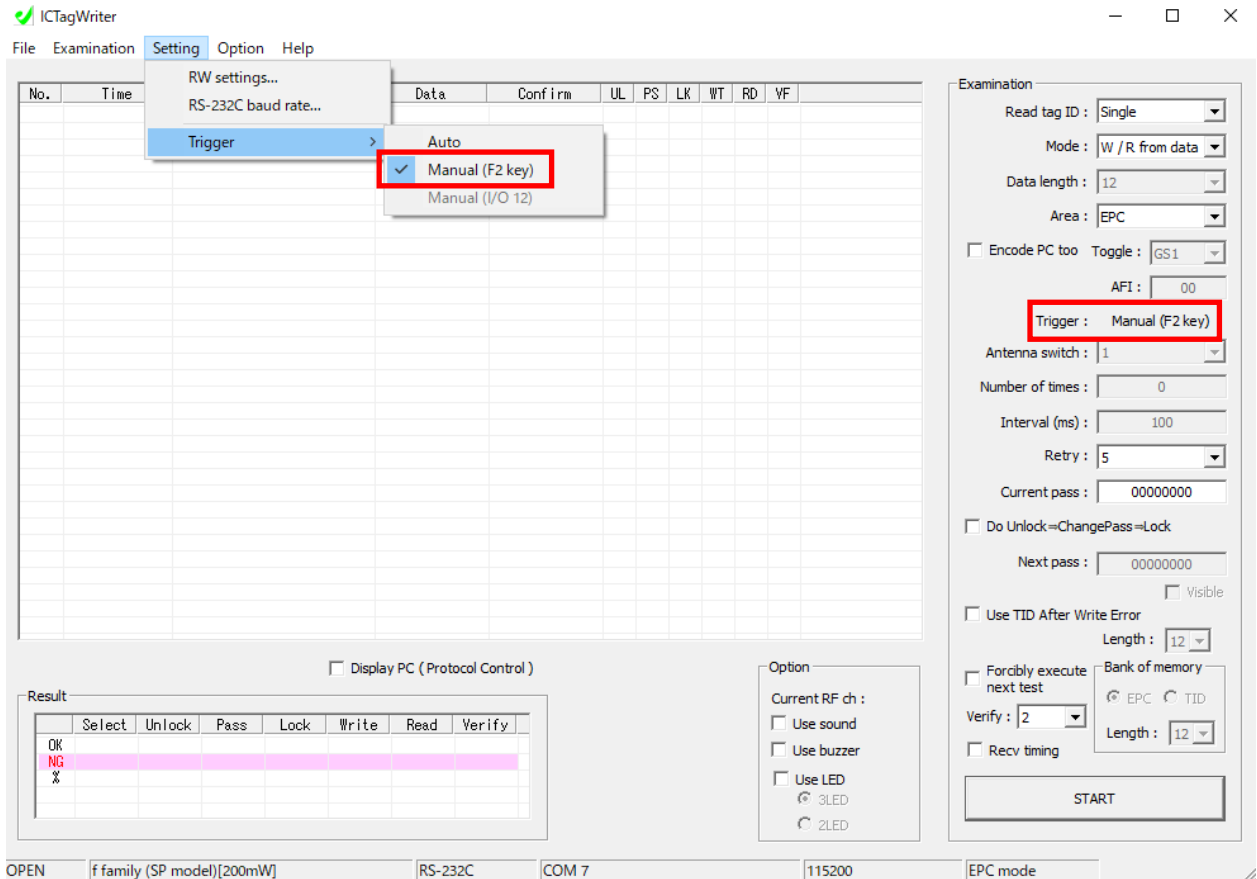 ICTagWriter
File Examination Setting Option Help
RW settings...
RS-232C baud rate...
Trigger
Auto
Manual (F2 key)
Manual (I/O 12)
No. Time Data Confirm UL PS LK WT RD VF
Display PC ( Protocol Control )
Result
Select Unlock Pass Lock Write Read Verify
OK
NG
%
Option
Current RF ch :
Use sound
Use buzzer
Use LED
3LED
2LED
Examination
Read tag ID : Single
Mode : W / R from data
Data length : 12
Area : EPC
Encode PC too Toggle : GS1
AFI : 00
Trigger : Manual (F2 key)
Antenna switch : 1
Number of times : 0
Interval (ms) : 100
Retry : 5
Current pass : 00000000
Do Unlock⇒ChangePass⇒Lock
Next pass : 00000000
Visible
Use TID After Write Error
Length : 12
Forcibly execute
next test
Verify : 2
Recv timing
Bank of memory
EPC TID
Length : 12
START
OPEN f family (SP model)[200mW] RS-232C COM 7 115200 EPC mode